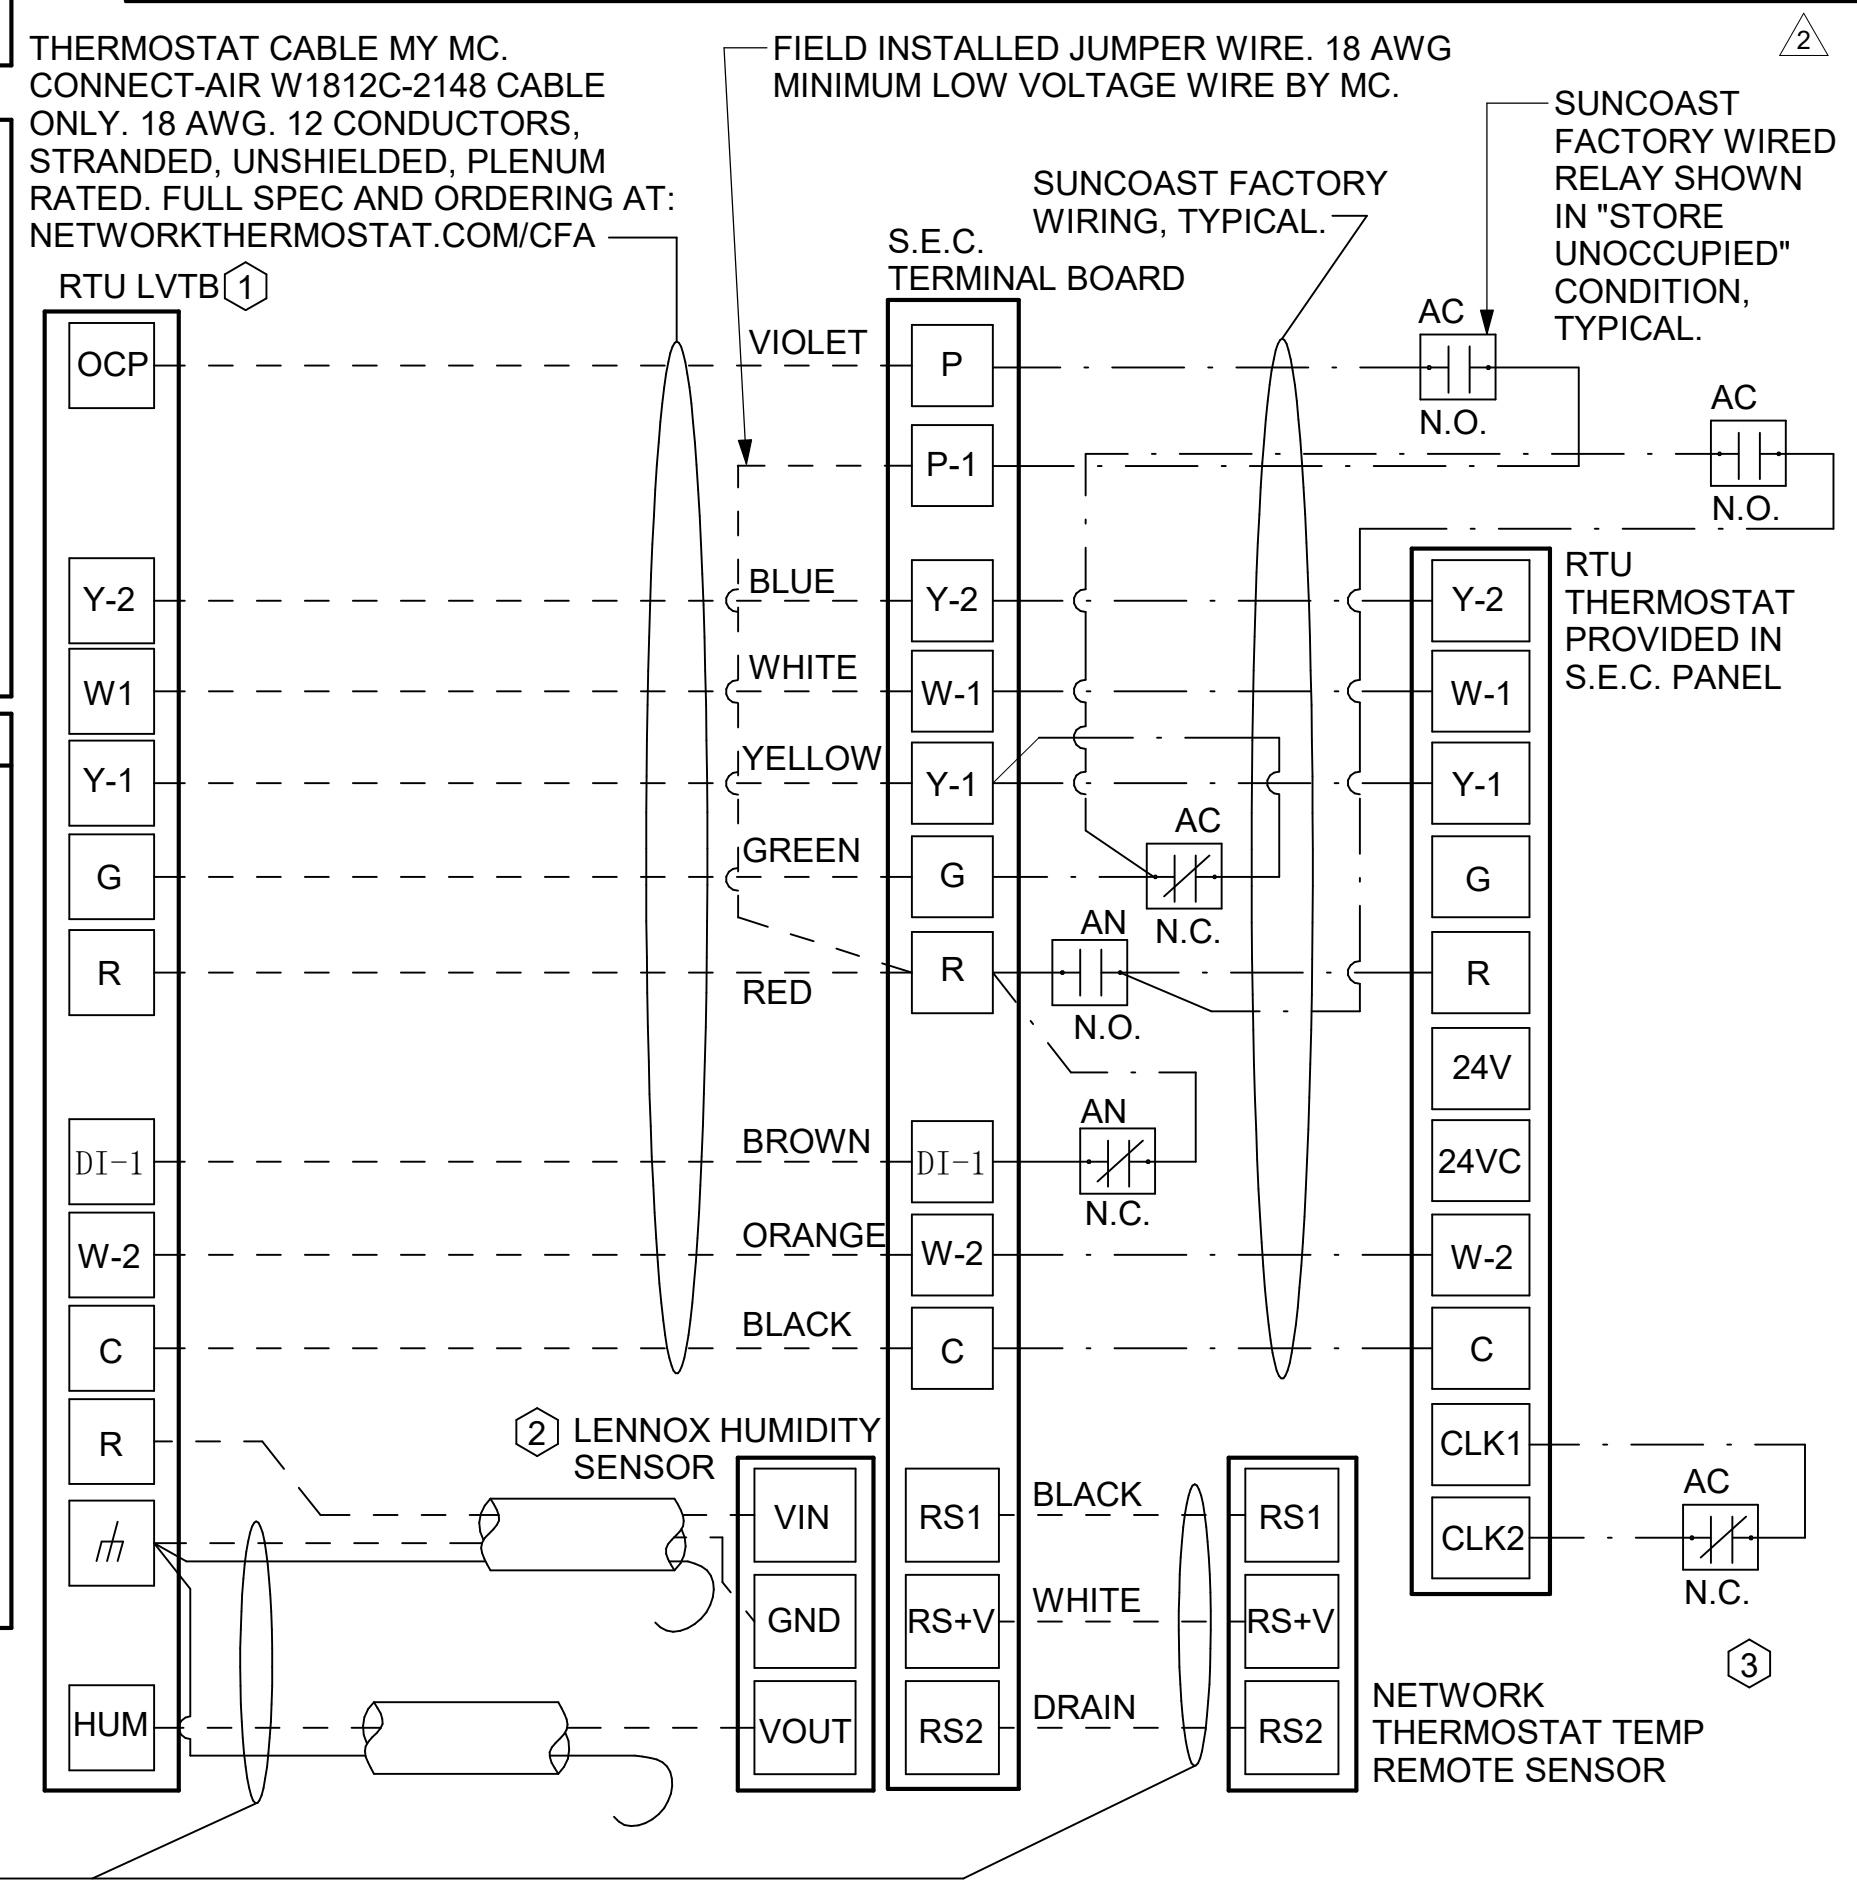 THERMOSTAT CABLE MY MC.
CONNECT-AIR W1812C-2148 CABLE
ONLY. 18 AWG. 12 CONDUCTORS,
STRANDED, UNSHIELDED, PLENUM
RATED. FULL SPEC AND ORDERING AT:
NETWORKTHERMOSTAT.COM/CFA
FIELD INSTALLED JUMPER WIRE. 18 AWG
MINIMUM LOW VOLTAGE WIRE BY MC.
2
SUNCOAST
FACTORY WIRED
RELAY SHOWN
IN "STORE
UNOCCUPIED"
CONDITION,
TYPICAL.
SUNCOAST FACTORY
WIRING, TYPICAL.
RTU LVTB 1
OCP
Y-2
W1
Y-1
G
R
DI-1
W-2
C
R
HUM
VIOLET
BLUE
WHITE
YELLOW
GREEN
RED
BROWN
ORANGE
BLACK
S.E.C.
TERMINAL BOARD
P
P-1
Y-2
W-1
Y-1
G
R
DI-1
W-2
C
RS1
RS+V
RS2
AC
N.O.
AC
N.O.
AC
N.C.
AN
N.O.
AN
N.C.
RTU
THERMOSTAT
PROVIDED IN
S.E.C. PANEL
Y-2
W-1
Y-1
G
R
24V
24VC
W-2
C
CLK1
CLK2
AC
N.C.
3
2 LENNOX HUMIDITY
SENSOR
VIN
GND
VOUT
BLACK
WHITE
DRAIN
RS1
RS+V
RS2
NETWORK
THERMOSTAT TEMP
REMOTE SENSOR